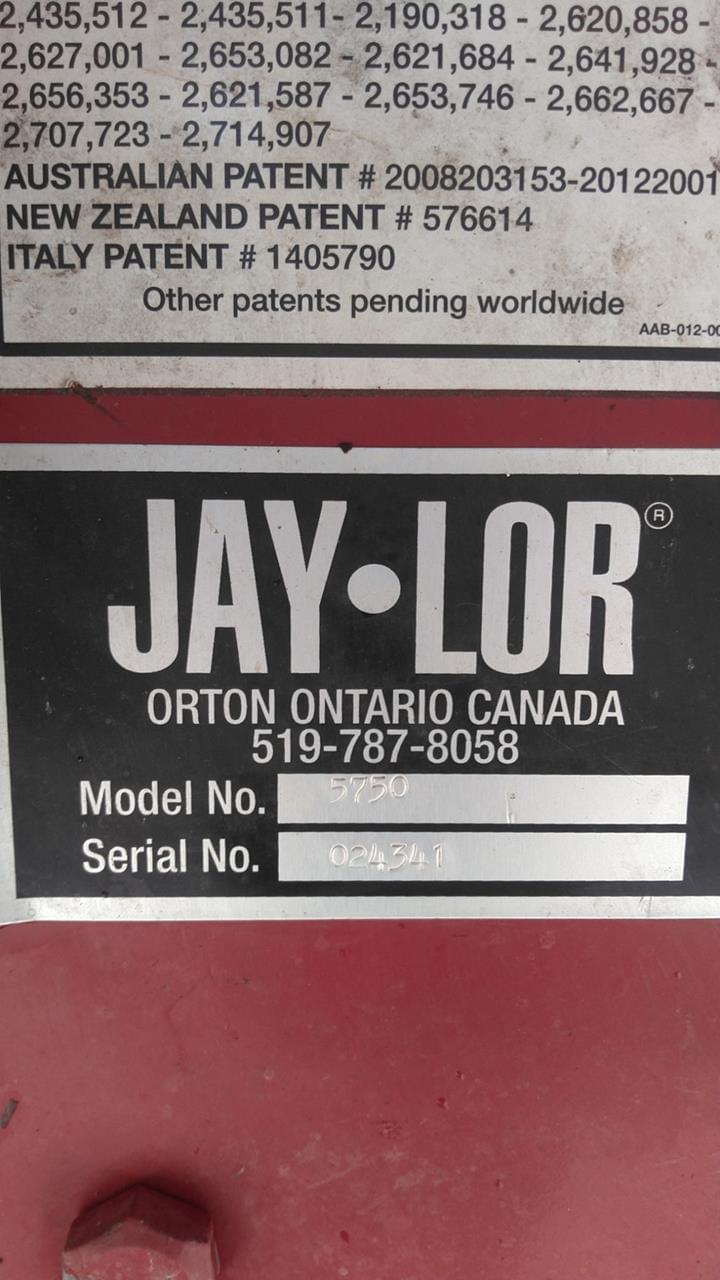 2,435,512 - 2,435,511- 2,190,318 - 2,620,858 -
2,627,001 - 2,653,082 - 2,621,684 - 2,641,928 -
2,656,353 - 2,621,587 - 2,653,746 - 2,662,667 -
2,707,723 - 2,714,907
AUSTRALIAN PATENT # 2008203153-20122001
NEW ZEALAND PATENT # 576614
ITALY PATENT # 1405790
Other patents pending worldwide
AAB-012-00
JAY•LOR®
ORTON ONTARIO CANADA
519-787-8058
Model No. 5750
Serial No. 024341